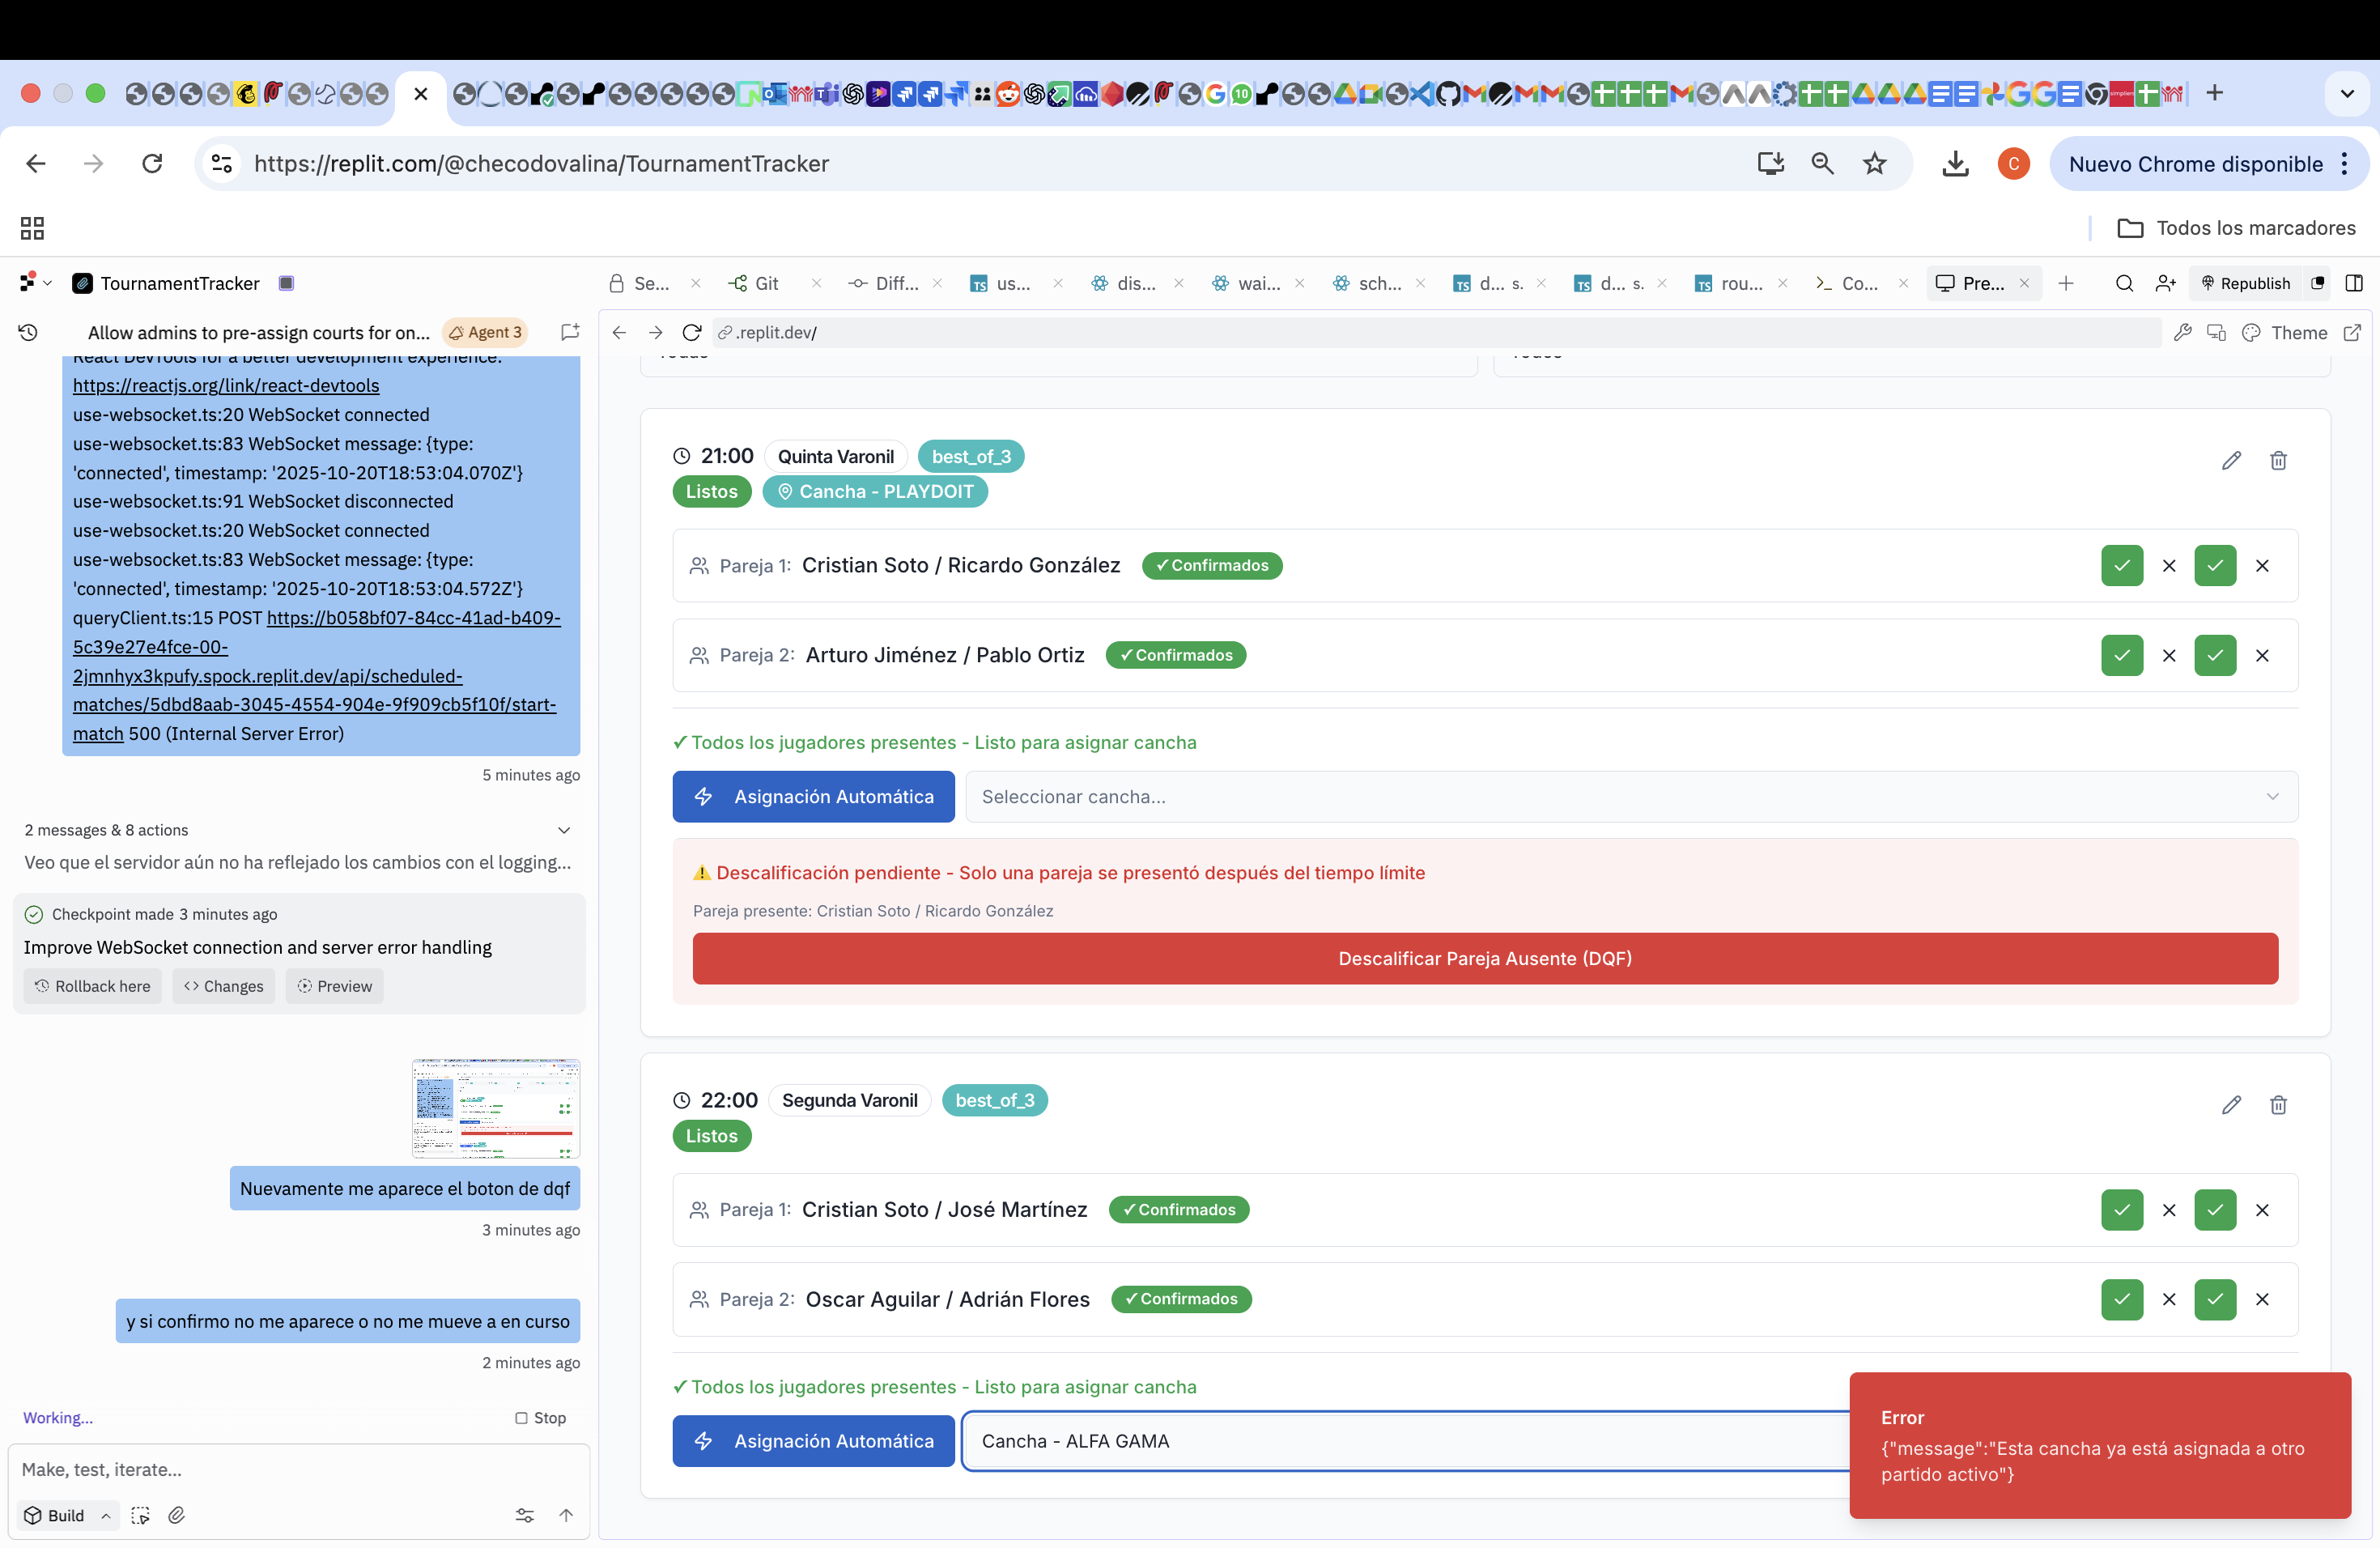 https://replit.com/@checodovalina/TournamentTracker
C
Nuevo Chrome disponible
Todos los marcadores
TournamentTracker
Se...
Git
Diff...
us...
dis...
wai...
sch...
d... s.
d... s.
rou...
Co...
Pre...
Republish
Allow admins to pre-assign courts for on...
Agent 3
.replit.dev/
Theme
React DevTools for a better development experience:
https://reactjs.org/link/react-devtools
use-websocket.ts:20 WebSocket connected
use-websocket.ts:83 WebSocket message: {type:
'connected', timestamp: '2025-10-20T18:53:04.070Z'}
use-websocket.ts:91 WebSocket disconnected
use-websocket.ts:20 WebSocket connected
use-websocket.ts:83 WebSocket message: {type:
'connected', timestamp: '2025-10-20T18:53:04.572Z'}
queryClient.ts:15 POST https://b058bf07-84cc-41ad-b409-
5c39e27e4fce-00-
2jmnhyx3kpufy.spock.replit.dev/api/scheduled-
matches/5dbd8aab-3045-4554-904e-9f909cb5f10f/start-
match 500 (Internal Server Error)
5 minutes ago
2 messages & 8 actions
Veo que el servidor aún no ha reflejado los cambios con el logging...
Checkpoint made 3 minutes ago
Improve WebSocket connection and server error handling
Rollback here
Changes
Preview
Nuevamente me aparece el boton de dqf
3 minutes ago
y si confirmo no me aparece o no me mueve a en curso
2 minutes ago
Working...
Stop
Make, test, iterate...
Build
21:00 Quinta Varonil best_of_3
Listos Cancha - PLAYDOIT
Pareja 1: Cristian Soto / Ricardo González ✓ Confirmados
Pareja 2: Arturo Jiménez / Pablo Ortiz ✓ Confirmados
✓ Todos los jugadores presentes - Listo para asignar cancha
Asignación Automática
Seleccionar cancha...
⚠ Descalificación pendiente - Solo una pareja se presentó después del tiempo límite
Pareja presente: Cristian Soto / Ricardo González
Descalificar Pareja Ausente (DQF)
22:00 Segunda Varonil best_of_3
Listos
Pareja 1: Cristian Soto / José Martínez ✓ Confirmados
Pareja 2: Oscar Aguilar / Adrián Flores ✓ Confirmados
✓ Todos los jugadores presentes - Listo para asignar cancha
Asignación Automática
Cancha - ALFA GAMA
Error
{"message":"Esta cancha ya está asignada a otro
partido activo"}